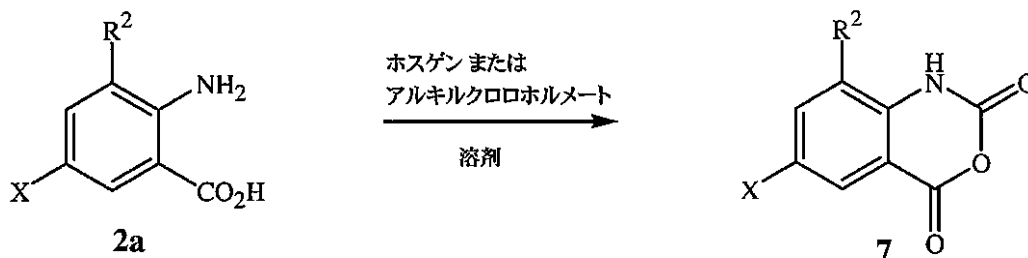 R²
NH₂
X
CO₂H
2a
ホスゲン または
アルキルクロロホルメート
溶剤
R²
H
N
O
O
X
O
7